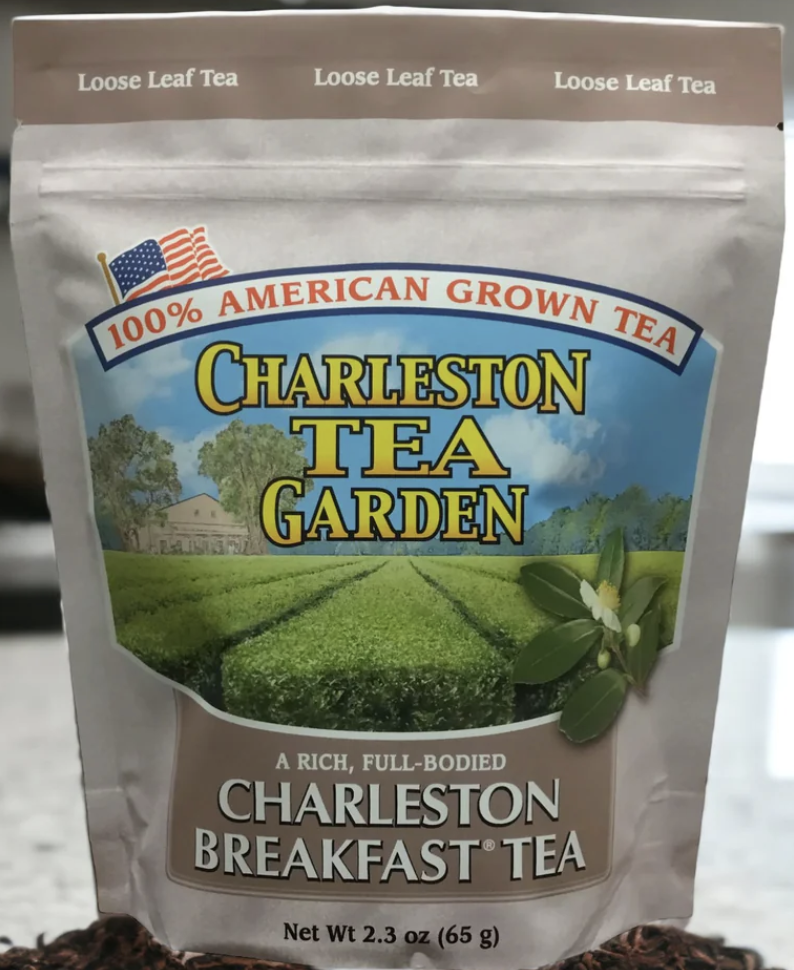 Loose Leaf Tea Loose Leaf Tea Loose Leaf Tea
100% AMERICAN GROWN TEA
CHARLESTON
TEA
GARDEN
A RICH, FULL-BODIED
CHARLESTON
BREAKFAST® TEA
Net Wt 2.3 oz (65 g)